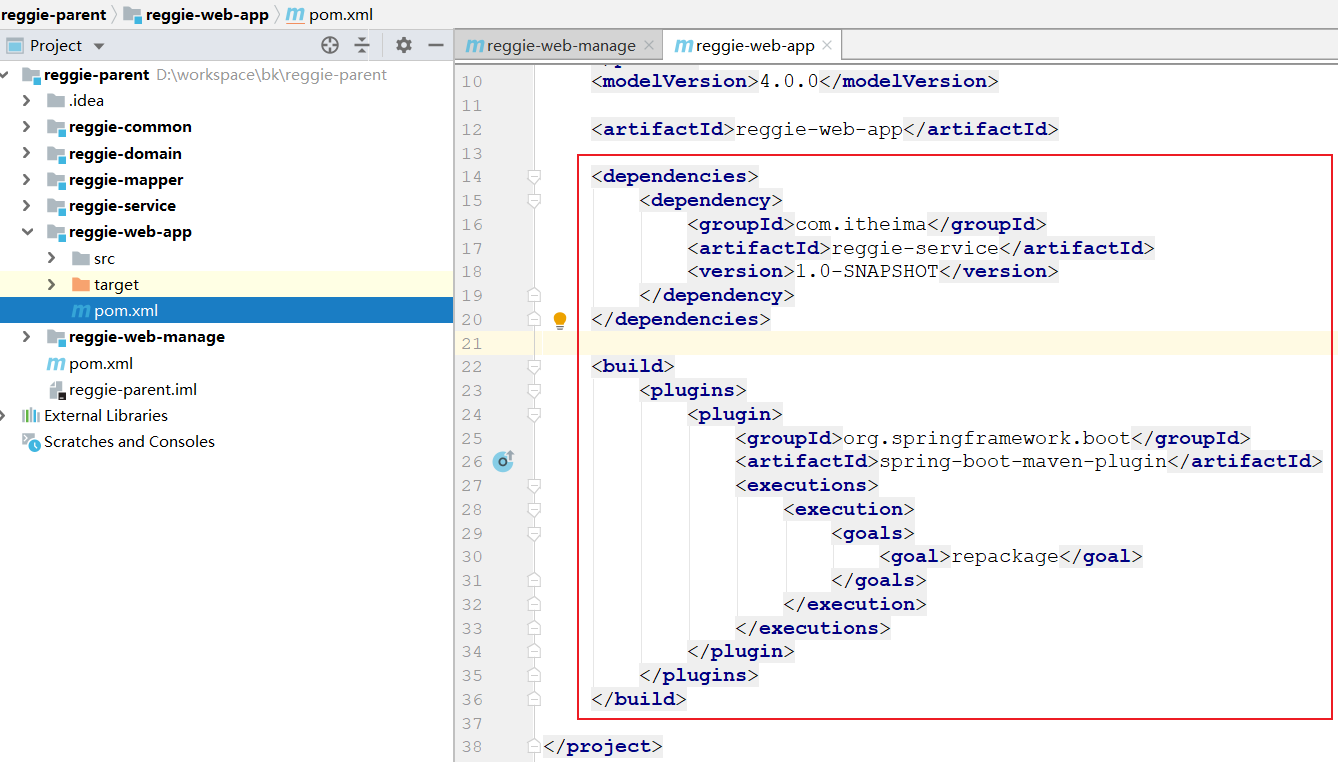 reggie-parent reggie-web-app pom.xml
Project
reggie-parent D:\workspace\bk\reggie-parent
.idea
reggie-common
reggie-domain
reggie-mapper
reggie-service
reggie-web-app
src
target
pom.xml
reggie-web-manage
pom.xml
reggie-parent.iml
External Libraries
Scratches and Consoles
reggie-web-manage reggie-web-app
10 <modelVersion>4.0.0</modelVersion>
11
12 <artifactId>reggie-web-app</artifactId>
13
14 <dependencies>
15 <dependency>
16 <groupId>com.itheima</groupId>
17 <artifactId>reggie-service</artifactId>
18 <version>1.0-SNAPSHOT</version>
19 </dependency>
20 </dependencies>
21
22 <build>
23 <plugins>
24 <plugin>
25 <groupId>org.springframework.boot</groupId>
26 <artifactId>spring-boot-maven-plugin</artifactId>
27 <executions>
28 <execution>
29 <goals>
30 <goal>repackage</goal>
31 </goals>
32 </execution>
33 </executions>
34 </plugin>
35 </plugins>
36 </build>
37
38 </project>